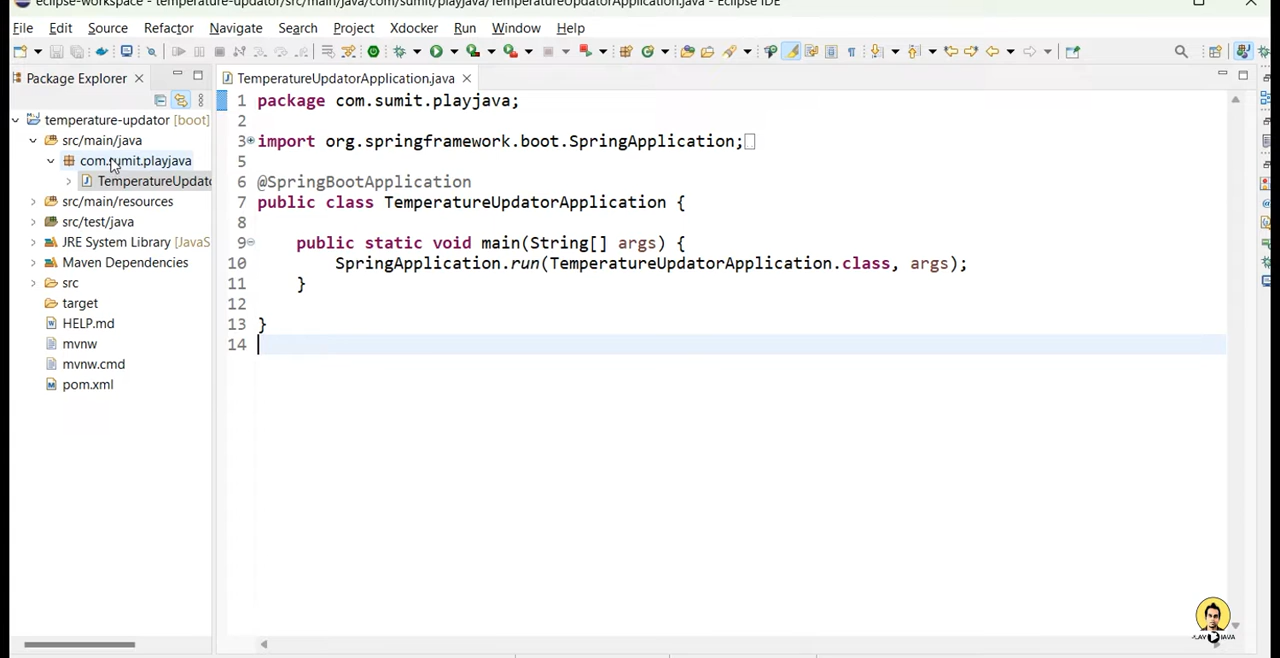 eclipse-workspace - temperature-updator/src/main/java/com/sumit/playjava/TemperatureUpdatorApplication.java - Eclipse IDE
File Edit Source Refactor Navigate Search Project Xdocker Run Window Help
Package Explorer
TemperatureUpdatorApplication.java
temperature-updator [boot]
src/main/java
com.sumit.playjava
TemperatureUpdato
src/main/resources
src/test/java
JRE System Library [JavaS
Maven Dependencies
src
target
HELP.md
mvnw
mvnw.cmd
pom.xml
1 package com.sumit.playjava;
2
3 import org.springframework.boot.SpringApplication;
5
6 @SpringBootApplication
7 public class TemperatureUpdatorApplication {
8
9 public static void main(String[] args) {
10 SpringApplication.run(TemperatureUpdatorApplication.class, args);
11 }
12
13 }
14